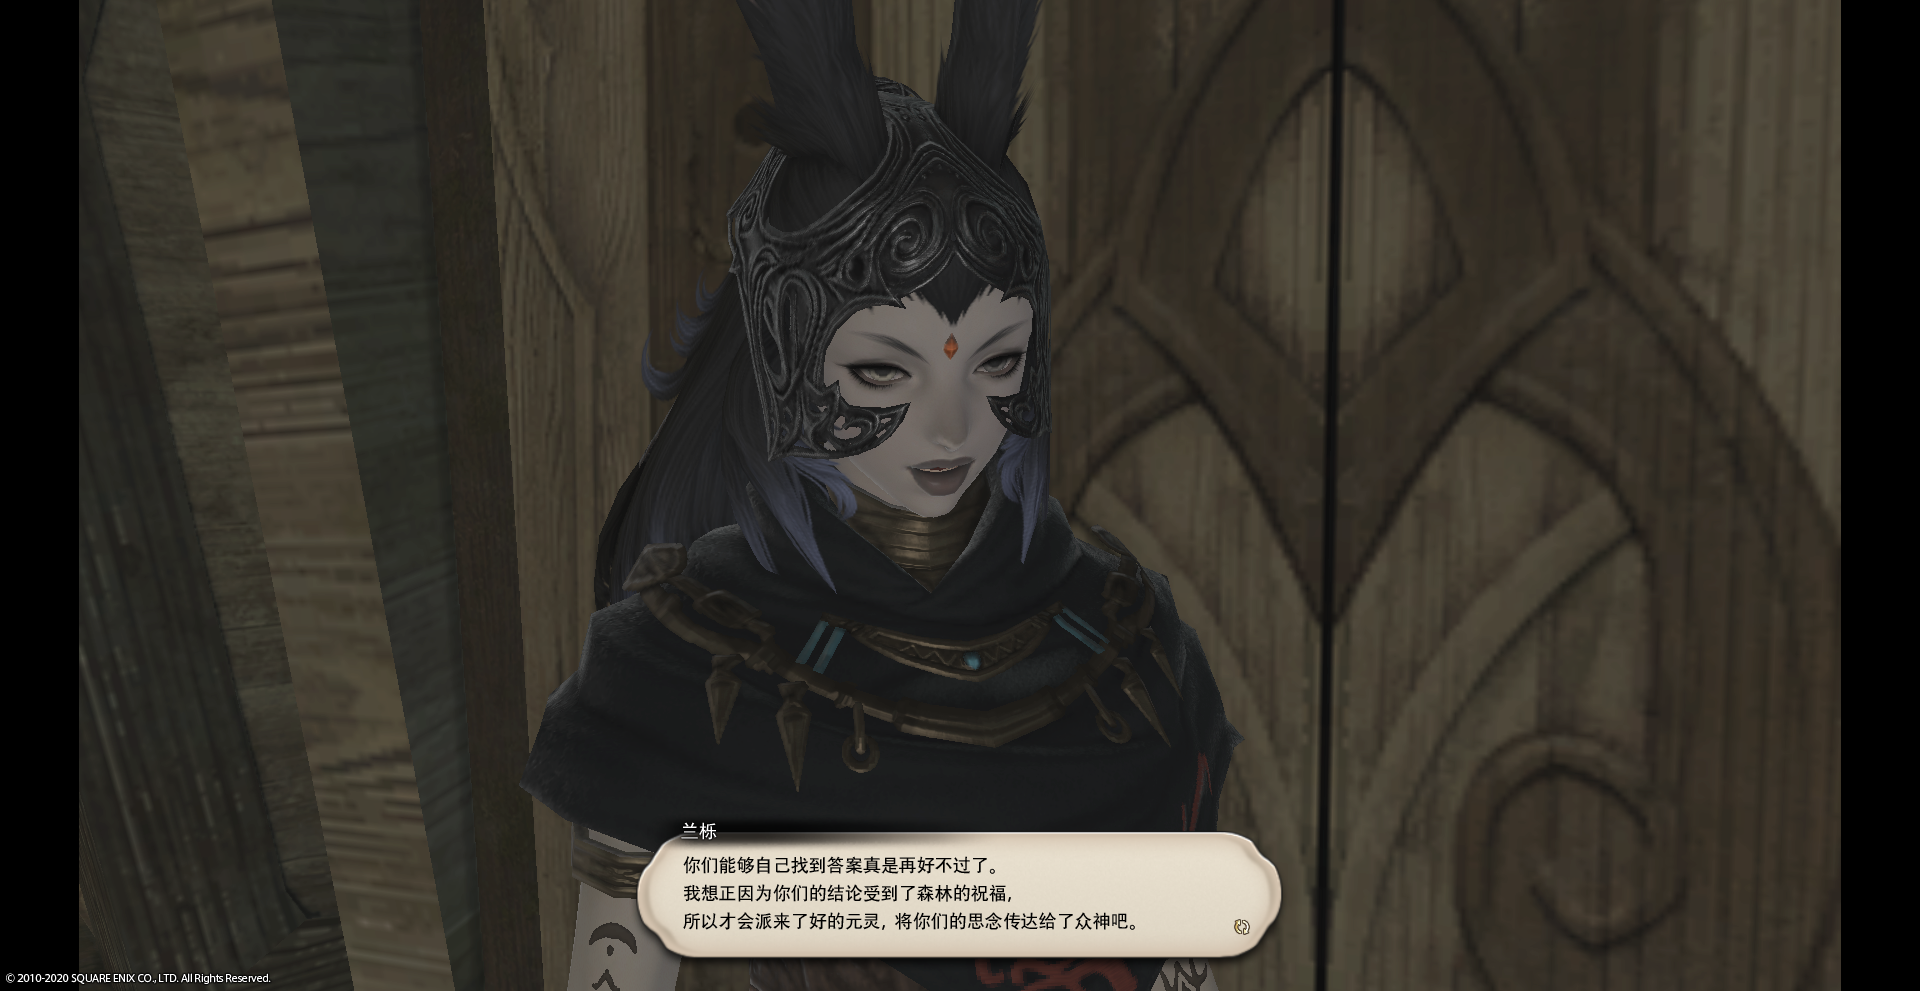 兰栎
你们能够自己找到答案真是再好不过了。
我想正因为你们的结论受到了森林的祝福，
所以才会派来了好的元灵，将你们的思念传达给了众神吧。
© 2010-2020 SQUARE ENIX CO., LTD. All Rights Reserved.